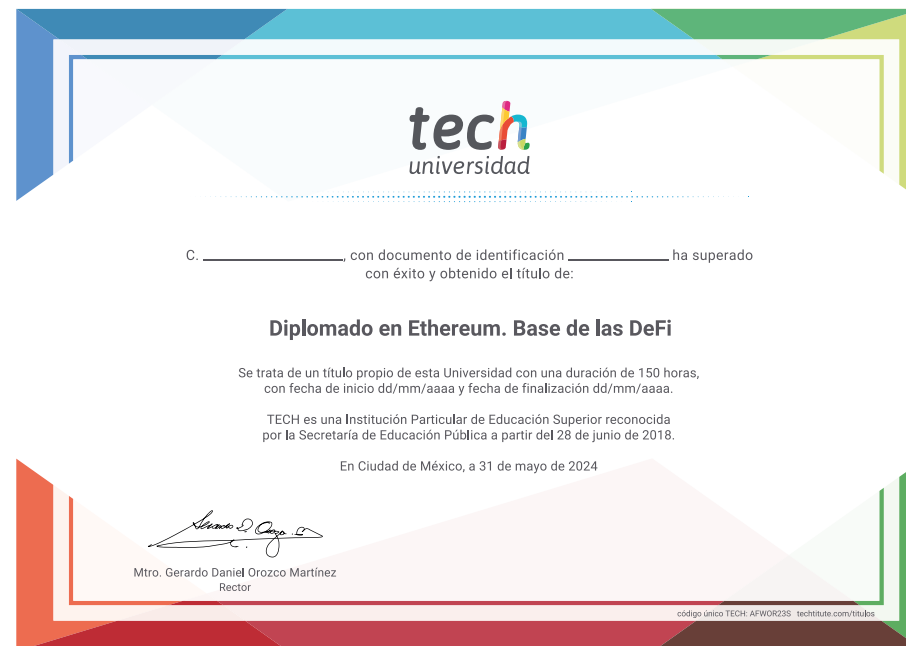 tech
universidad
C. ____________, con documento de identificación ____________ ha superado
con éxito y obtenido el título de:
Diplomado en Ethereum. Base de las DeFi
Se trata de un título propio de esta Universidad con una duración de 150 horas,
con fecha de inicio dd/mm/aaaa y fecha de finalización dd/mm/aaaa.
TECH es una Institución Particular de Educación Superior reconocida
por la Secretaría de Educación Pública a partir del 28 de junio de 2018.
En Ciudad de México, a 31 de mayo de 2024
Mtro. Gerardo Daniel Orozco Martínez
Rector
código único TECH: AFWOR23S techtitute.com/titulos